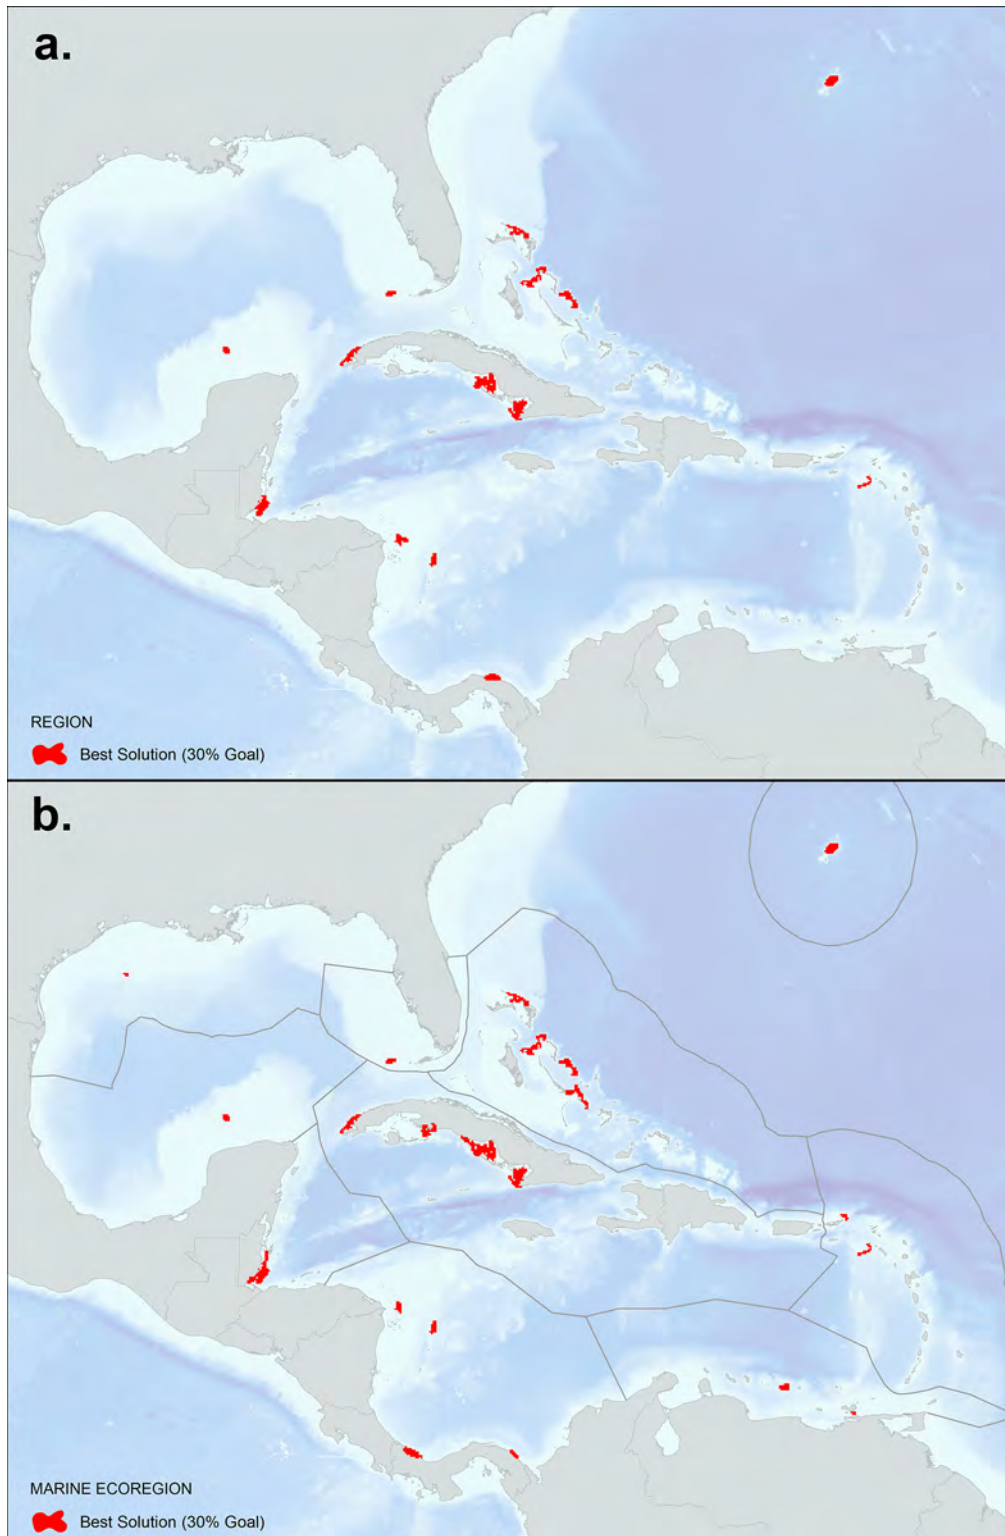 a.
REGION
Best Solution (30% Goal)
b.
MARINE ECOREGION
Best Solution (30% Goal)